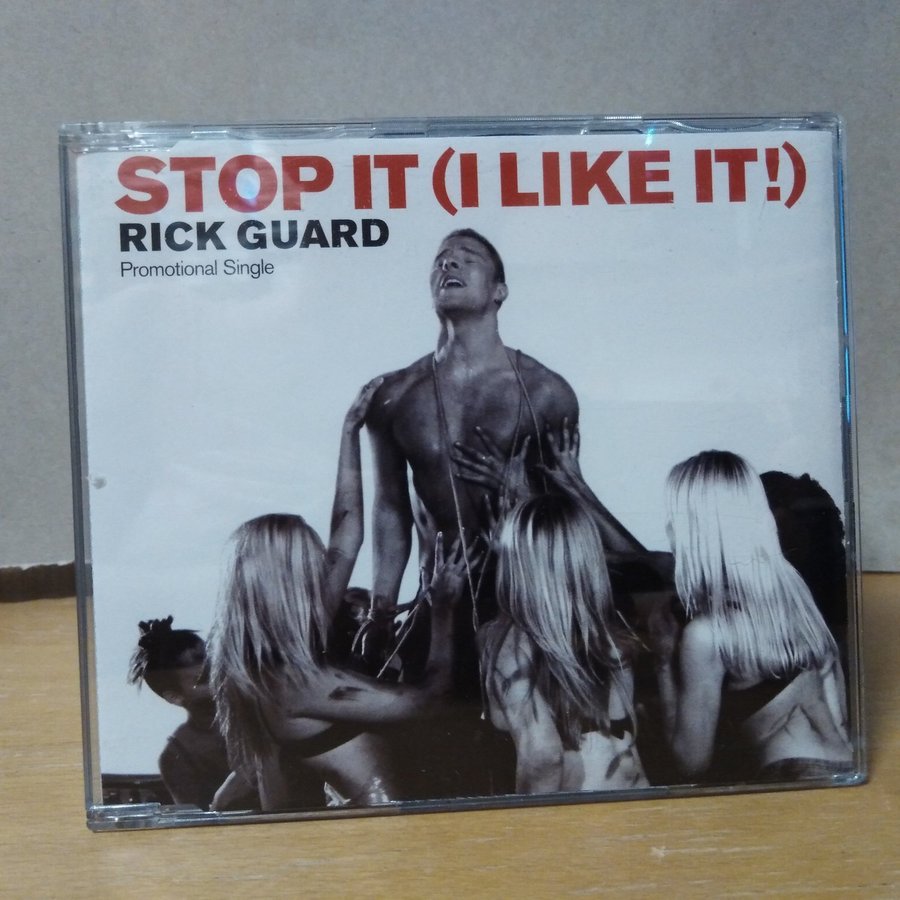 STOP IT (I LIKE IT!)
RICK GUARD
Promotional Single